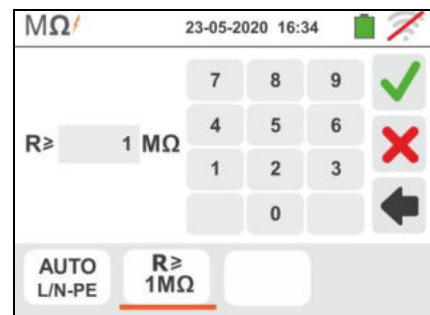 MΩ 23-05-2020 16:34
7 8 9
R≥ 1 MΩ
4 5 6
1 2 3
0
AUTO R≥
L/N-PE 1MΩ